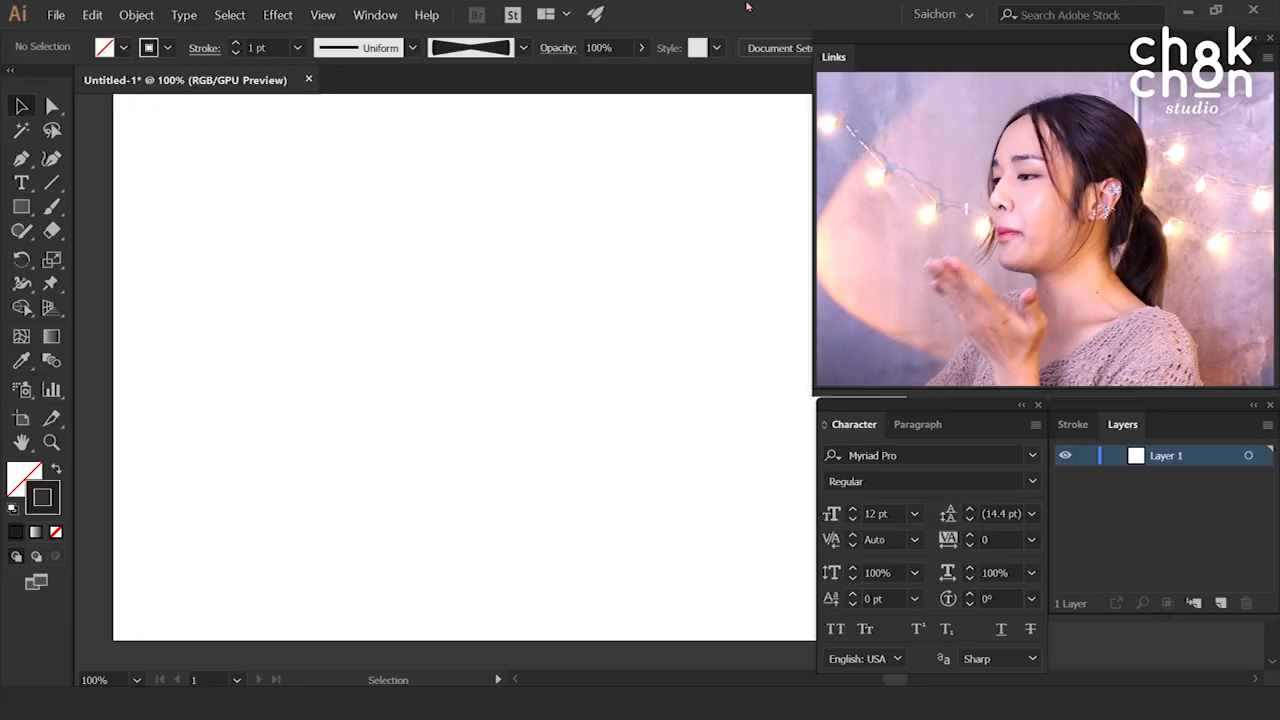 Ai File Edit Object Type Select Effect View Window Help Br St Saichon Search Adobe Stock
No Selection Stroke: 1 pt Uniform Opacity: 100% Style: Document Set
Untitled-1* @ 100% (RGB/GPU Preview)
Links
chok
chon
studio
Character Paragraph
Stroke Layers
Myriad Pro
Layer 1
Regular
12 pt (14.4 pt)
Auto 0
100% 100%
0 pt 0°
1 Layer
English: USA Sharp
100% 1 Selection